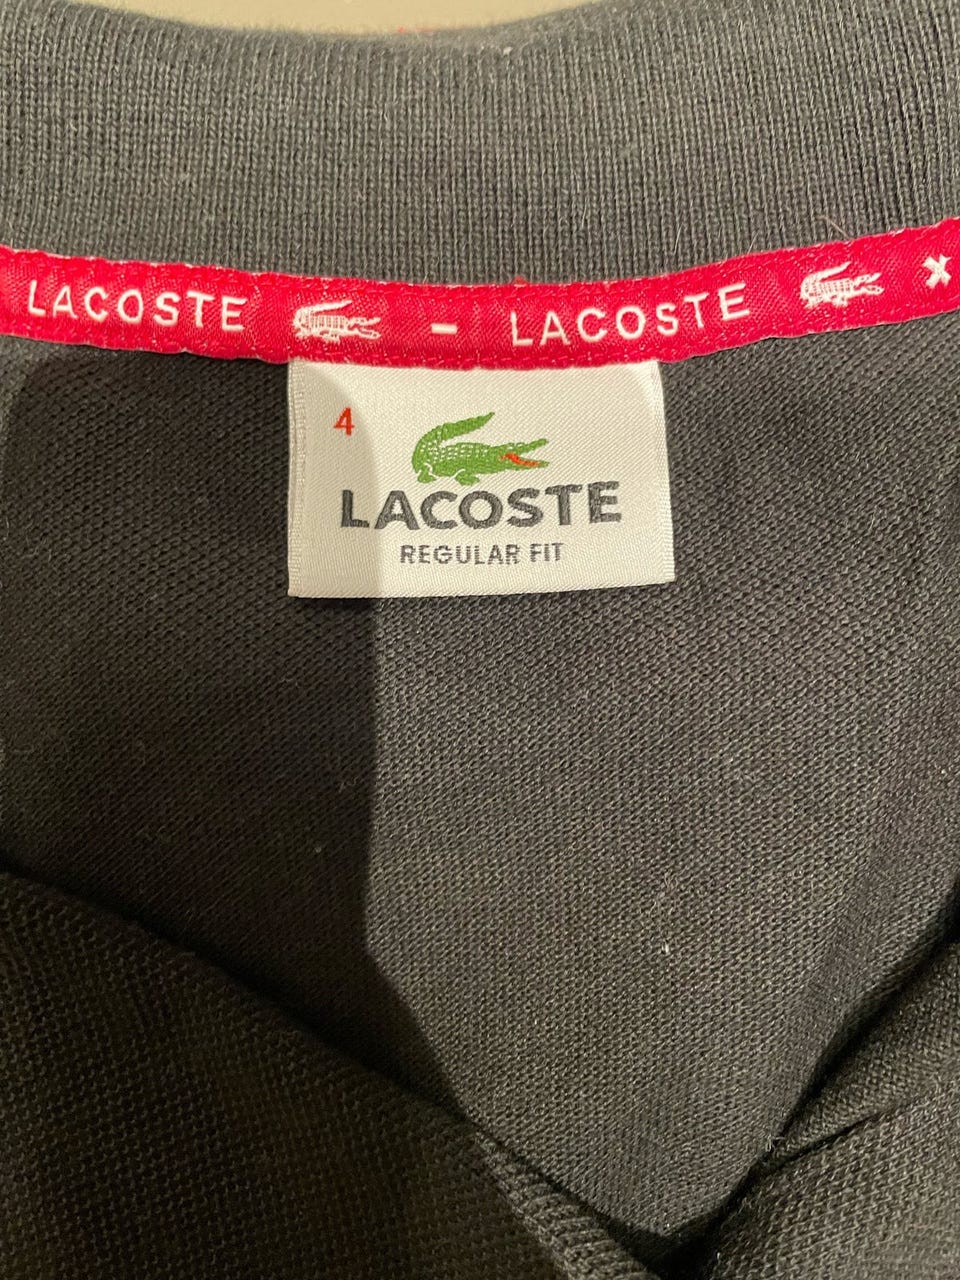 LACOSTE - LACOSTE X
4
LACOSTE
REGULAR FIT